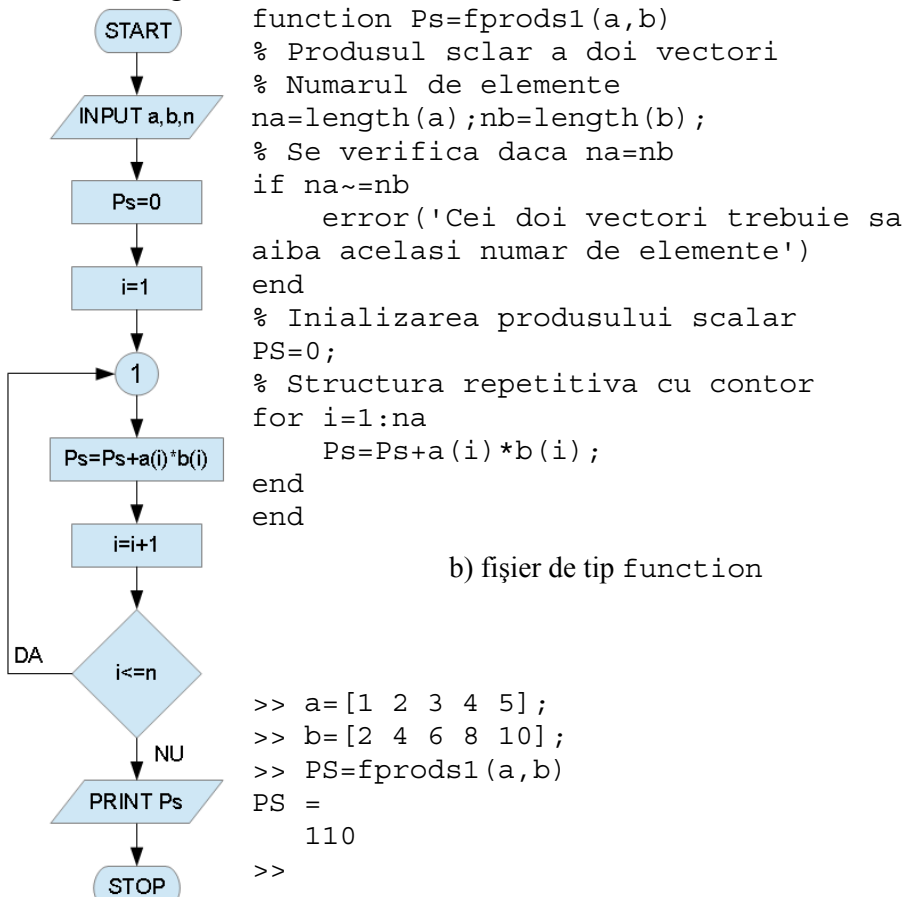 START
INPUT a,b,n
Ps=0
i=1
1
Ps=Ps+a(i)*b(i)
i=i+1
DA
i<=n
NU
PRINT Ps
STOP
function Ps=fprods1(a,b)
% Produsul sclar a doi vectori
% Numarul de elemente
na=length(a);nb=length(b);
% Se verifica daca na=nb
if na~=nb
    error('Cei doi vectori trebuie sa
aiba acelasi numar de elemente')
end
% Inializarea produsului scalar
PS=0;
% Structura repetitiva cu contor
for i=1:na
    Ps=Ps+a(i)*b(i);
end
end
b) fişier de tip function
>> a=[1 2 3 4 5];
>> b=[2 4 6 8 10];
>> PS=fprods1(a,b)
PS =
   110
>>